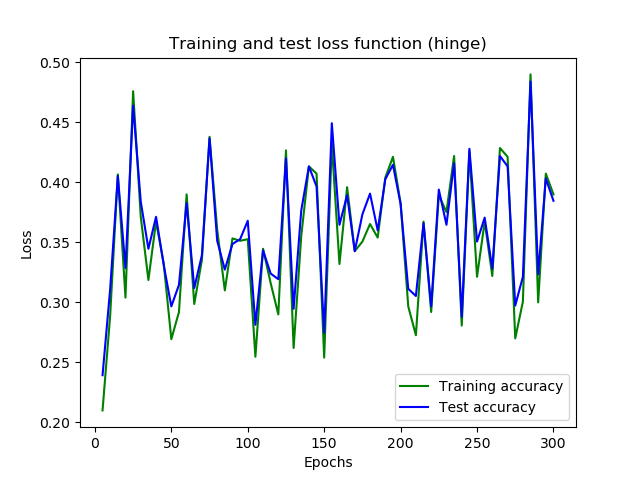 Training and test loss function (hinge)
0.50
0.45
0.40
0.35
0.30
0.25
0.20
Loss
Training accuracy
Test accuracy
0 50 100 150 200 250 300
Epochs